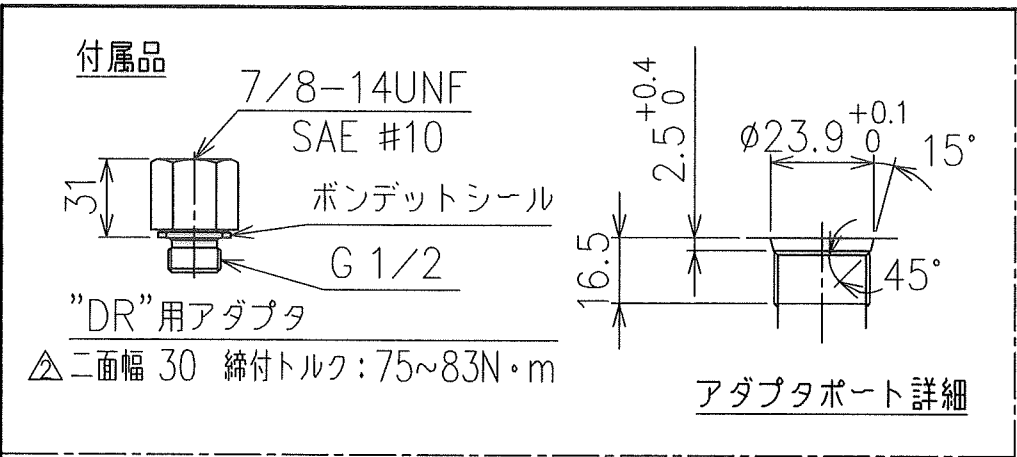 付属品
7/8-14UNF
SAE #10
31
ボンデットシール
G 1/2
"DR"用アダプタ
2 二面幅 30 締付トルク:75~83N・m
2.5 +0.4 0
φ23.9 +0.1 0
15°
16.5
45°
アダプタポート詳細